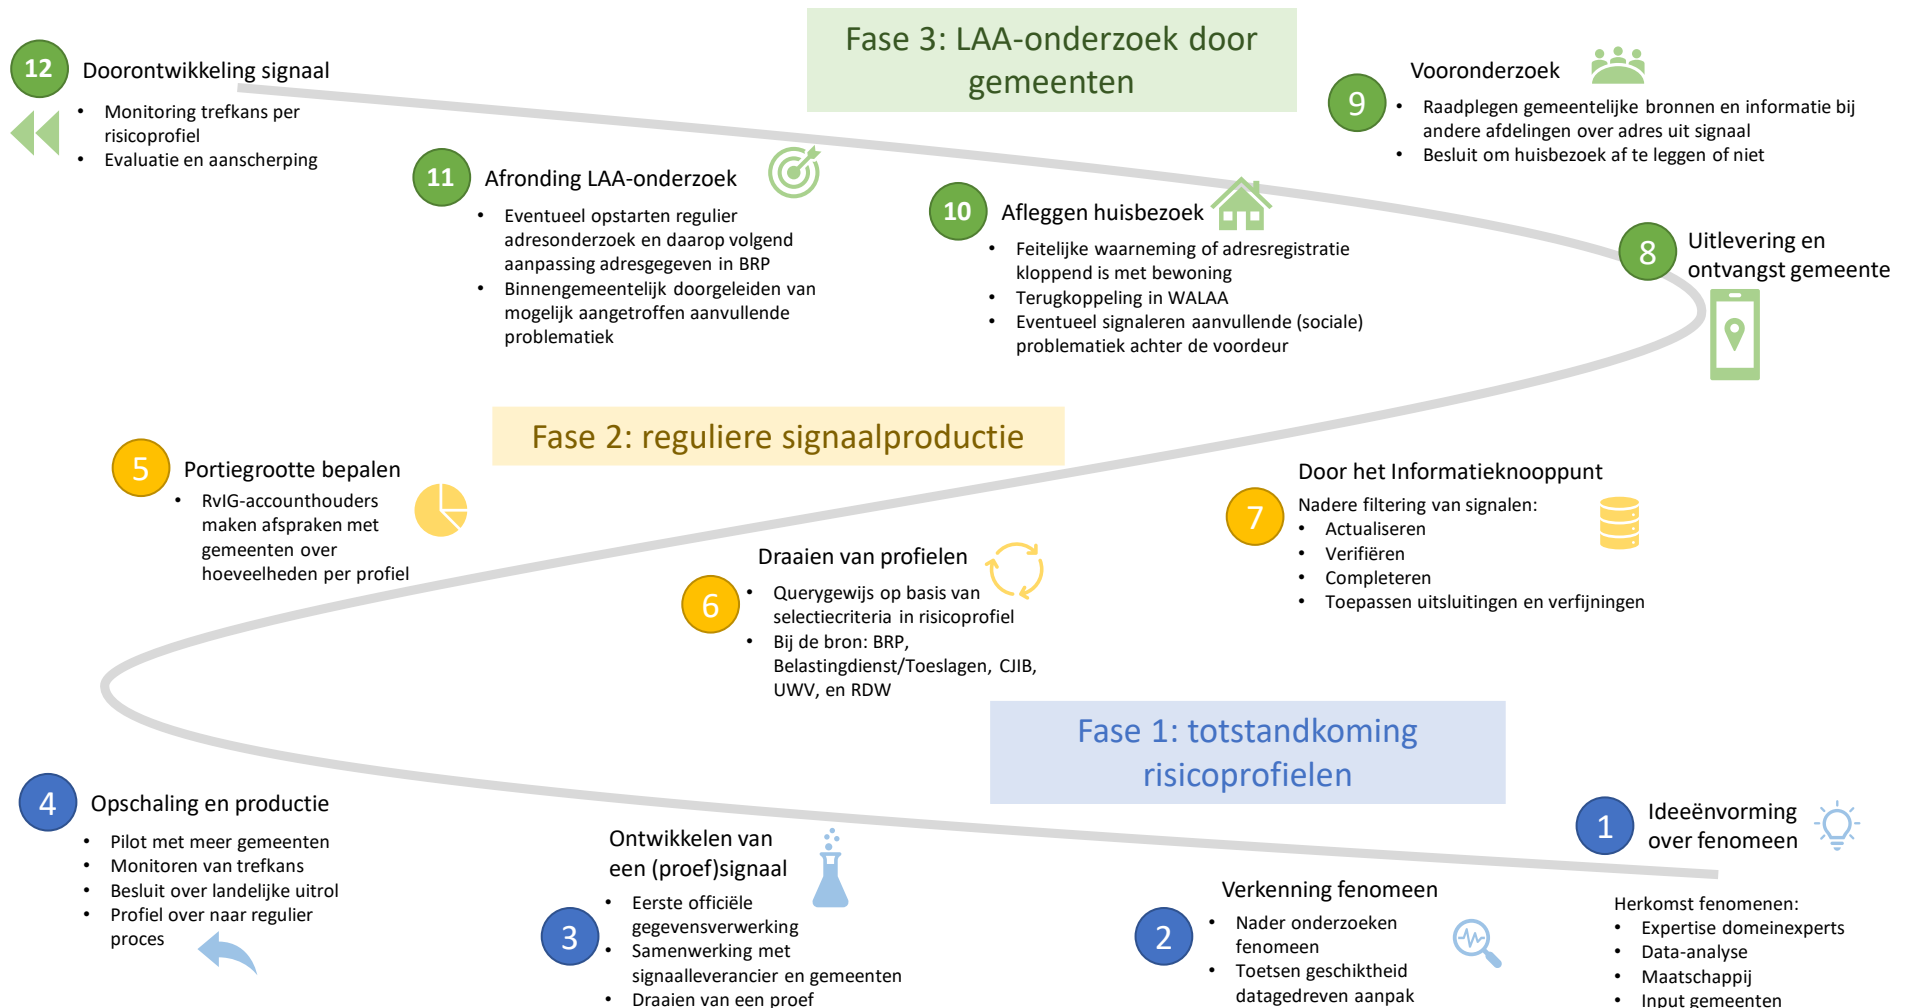 Fase 3: LAA-onderzoek door
gemeenten
12
Doorontwikkeling signaal
• Monitoring trefkans per
risicoprofiel
• Evaluatie en aanscherping
11
Afronding LAA-onderzoek
• Eventueel opstarten regulier
adresonderzoek en daarop volgend
aanpassing adresgegeven in BRP
• Binnengemeentelijk doorgeleiden van
mogelijk aangetroffen aanvullende
problematiek
10
Afleggen huisbezoek
• Feitelijke waarneming of adresregistratie
kloppend is met bewoning
• Terugkoppeling in WALAA
• Eventueel signaleren aanvullende (sociale)
problematiek achter de voordeur
9
Vooronderzoek
• Raadplegen gemeentelijke bronnen en informatie bij
andere afdelingen over adres uit signaal
• Besluit om huisbezoek af te leggen of niet
8
Uitlevering en
ontvangst gemeente
Fase 2: reguliere signaalproductie
5
Portiegrootte bepalen
• RvIG-accounthouders
maken afspraken met
gemeenten over
hoeveelheden per profiel
6
Draaien van profielen
• Querygewijs op basis van
selectiecriteria in risicoprofiel
• Bij de bron: BRP,
Belastingdienst/Toeslagen, CJIB,
UWV, en RDW
7
Door het Informatieknooppunt
Nadere filtering van signalen:
• Actualiseren
• Verifiëren
• Completeren
• Toepassen uitsluitingen en verfijningen
Fase 1: totstandkoming
risicoprofielen
4
Opschaling en productie
• Pilot met meer gemeenten
• Monitoren van trefkans
• Besluit over landelijke uitrol
• Profiel over naar regulier
proces
3
Ontwikkelen van
een (proef)signaal
• Eerste officiële
gegevensverwerking
• Samenwerking met
signaalleverancier en gemeenten
• Draaien van een proef
2
Verkenning fenomeen
• Nader onderzoeken
fenomeen
• Toetsen geschiktheid
datagedreven aanpak
1
Ideeënvorming
over fenomeen
Herkomst fenomenen:
• Expertise domeinexperts
• Data-analyse
• Maatschappij
• Input gemeenten